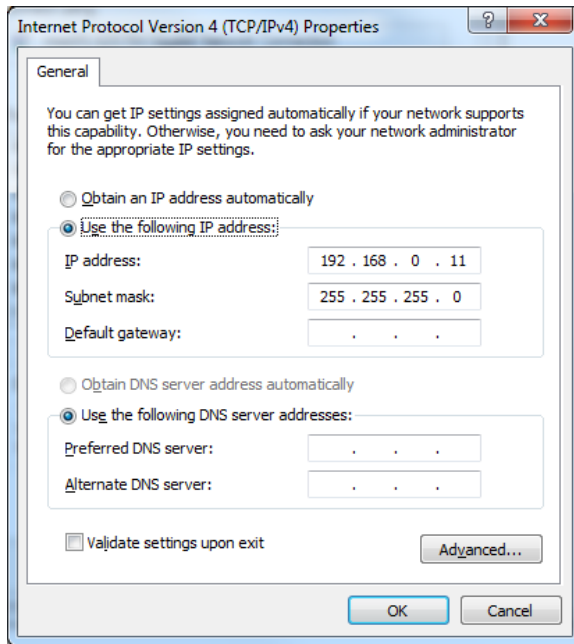 Internet Protocol Version 4 (TCP/IPv4) Properties
?
X
General
You can get IP settings assigned automatically if your network supports
this capability. Otherwise, you need to ask your network administrator
for the appropriate IP settings.
Obtain an IP address automatically
Use the following IP address:
IP address: 192 . 168 . 0 . 11
Subnet mask: 255 . 255 . 255 . 0
Default gateway: . . .
Obtain DNS server address automatically
Use the following DNS server addresses:
Preferred DNS server: . . .
Alternate DNS server: . . .
Validate settings upon exit
Advanced...
OK Cancel